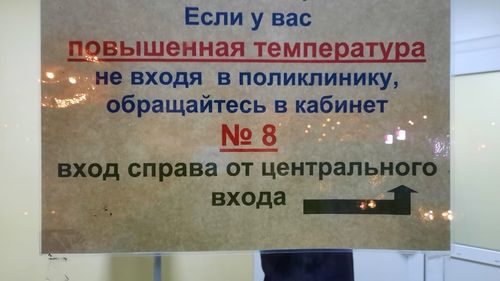 Если у вас
повышенная температура
не входя в поликлинику,
обращайтесь в кабинет
№ 8
вход справа от центрального
входа